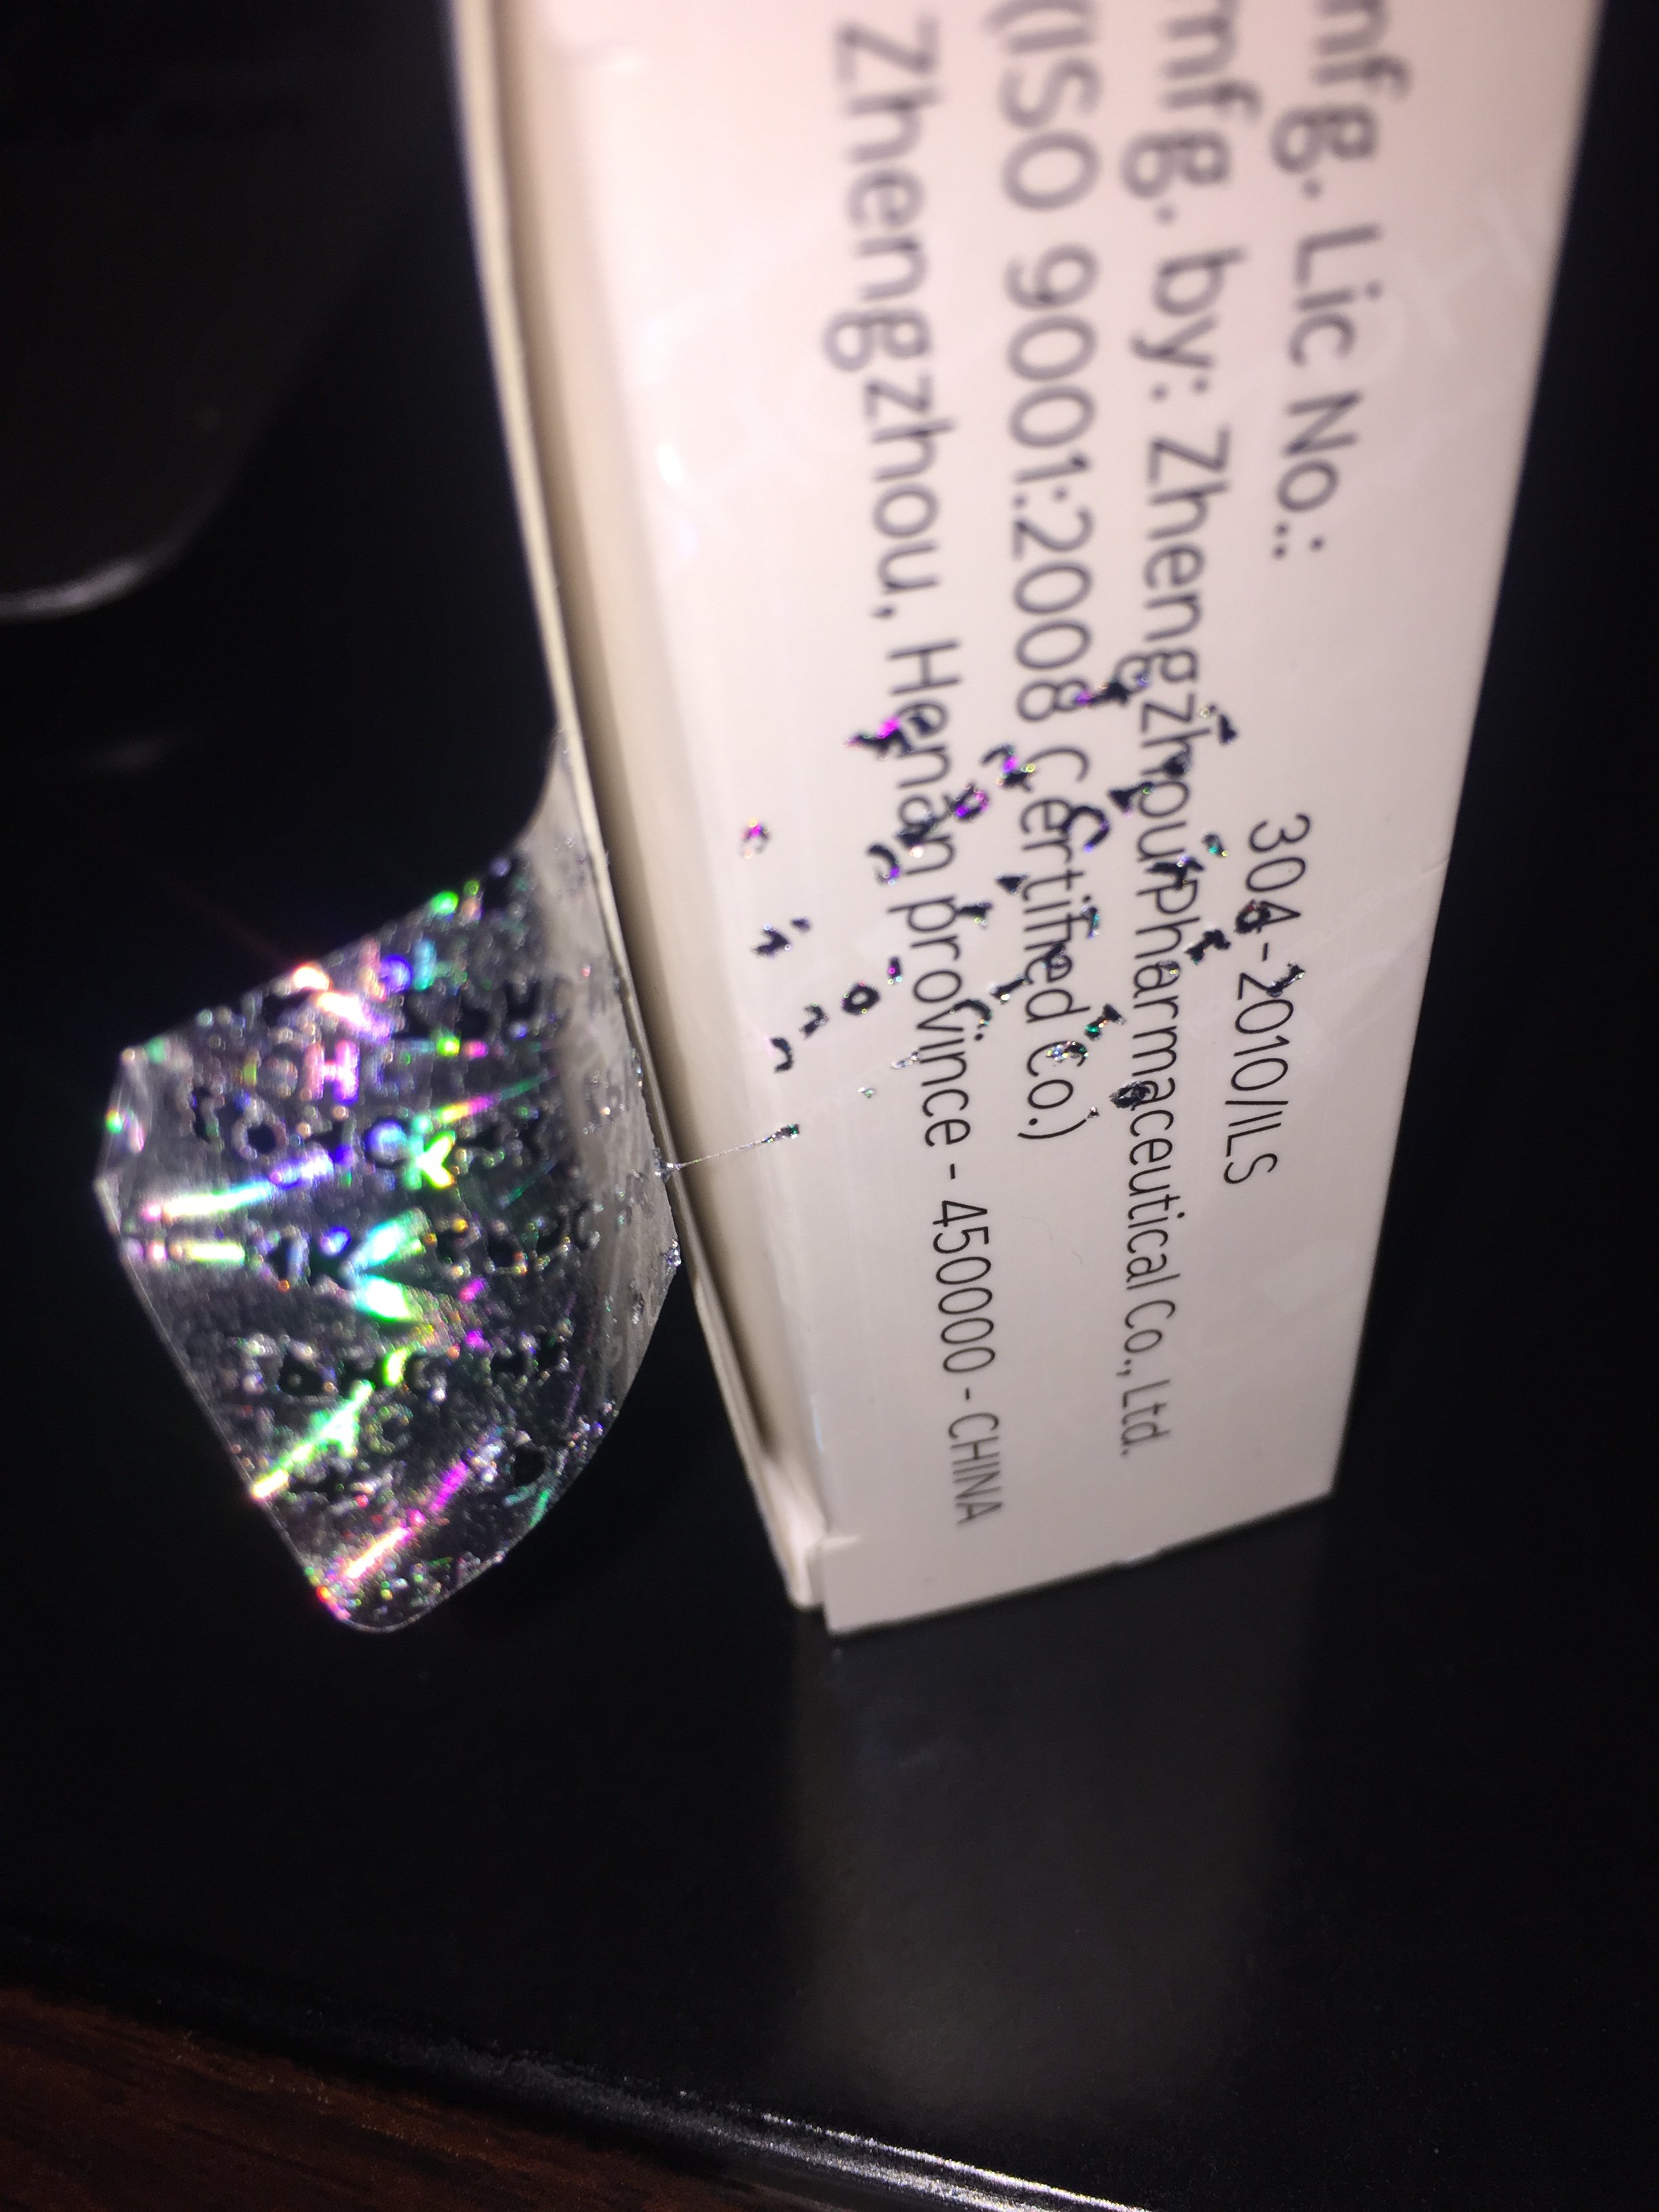 mfg. Lic No.: 304-2010/ILS
mfg. by: Zhengzhou pharmaceutical Co., Ltd.
(ISO 9001:2008 Certified Co.)
Zhengzhou, Henan province - 450000 - CHINA